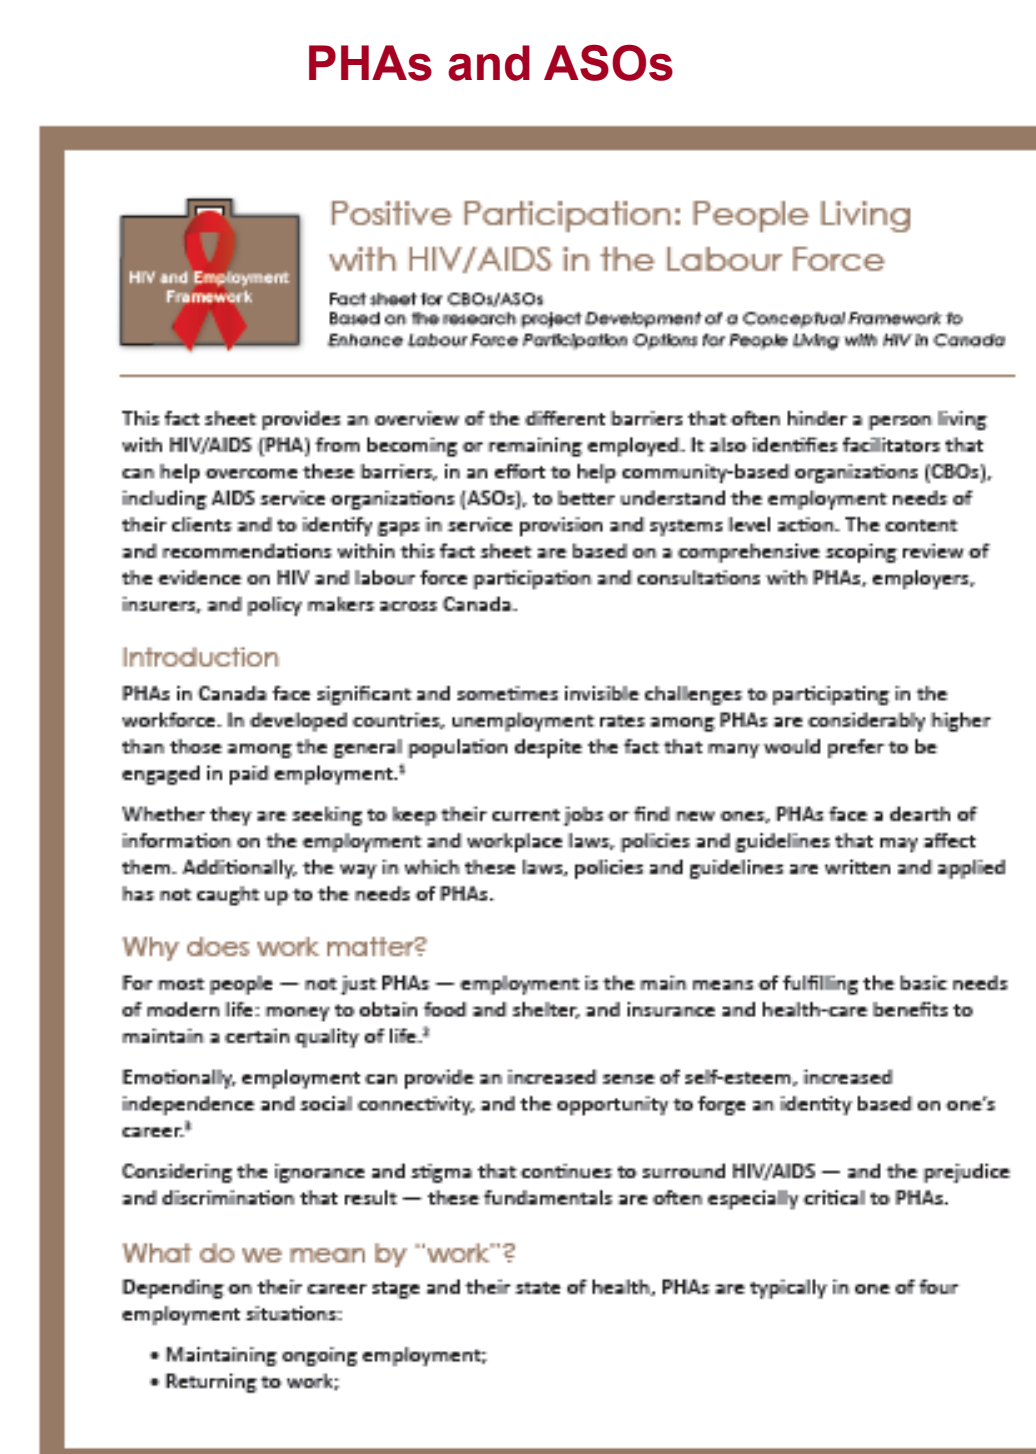 PHAs and ASOs
HIV and Employment
Framework
Positive Participation: People Living
with HIV/AIDS in the Labour Force
Fact sheet for CBOs/ASOs
Based on the research project Development of a Conceptual Framework to
Enhance Labour Force Participation Options for People Living with HIV in Canada
This fact sheet provides an overview of the different barriers that often hinder a person living
with HIV/AIDS (PHA) from becoming or remaining employed. It also identifies facilitators that
can help overcome these barriers, in an effort to help community-based organizations (CBOs),
including AIDS service organizations (ASOs), to better understand the employment needs of
their clients and to identify gaps in service provision and systems level action. The content
and recommendations within this fact sheet are based on a comprehensive scoping review of
the evidence on HIV and labour force participation and consultations with PHAs, employers,
insurers, and policy makers across Canada.
Introduction
PHAs in Canada face significant and sometimes invisible challenges to participating in the
workforce. In developed countries, unemployment rates among PHAs are considerably higher
than those among the general population despite the fact that many would prefer to be
engaged in paid employment.¹
Whether they are seeking to keep their current jobs or find new ones, PHAs face a dearth of
information on the employment and workplace laws, policies and guidelines that may affect
them. Additionally, the way in which these laws, policies and guidelines are written and applied
has not caught up to the needs of PHAs.
Why does work matter?
For most people — not just PHAs — employment is the main means of fulfilling the basic needs
of modern life: money to obtain food and shelter, and insurance and health-care benefits to
maintain a certain quality of life.²
Emotionally, employment can provide an increased sense of self-esteem, increased
independence and social connectivity, and the opportunity to forge an identity based on one's
career.³
Considering the ignorance and stigma that continues to surround HIV/AIDS — and the prejudice
and discrimination that result — these fundamentals are often especially critical to PHAs.
What do we mean by "work"?
Depending on their career stage and their state of health, PHAs are typically in one of four
employment situations:
• Maintaining ongoing employment;
• Returning to work;